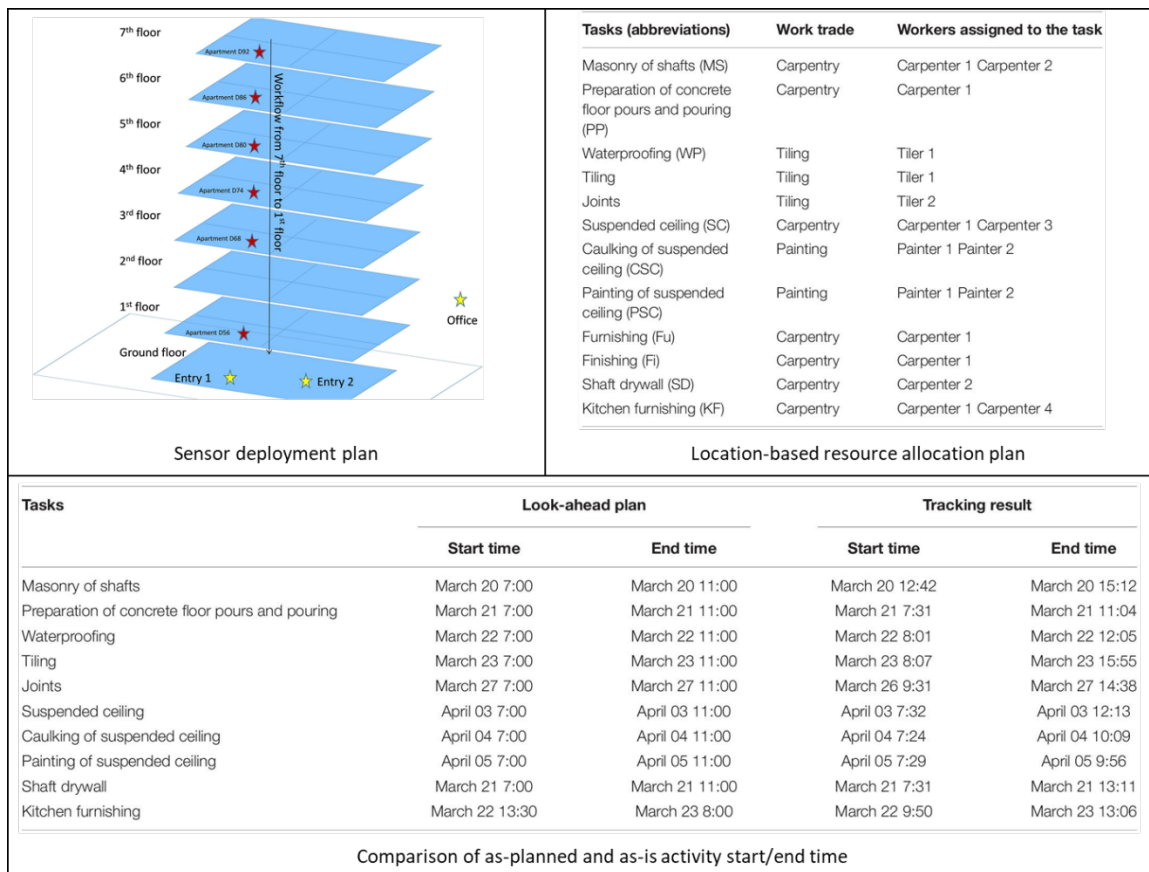 7th floor
Apartment D92
6th floor
Apartment D86
5th floor
Apartment D80
4th floor
Apartment D74
3rd floor
Apartment D68
2nd floor
1st floor
Apartment D56
Ground floor
Entry 1
Entry 2
Office
Workflow from 7th floor to 1st floor
Sensor deployment plan
Tasks (abbreviations) Work trade Workers assigned to the task
Masonry of shafts (MS) Carpentry Carpenter 1 Carpenter 2
Preparation of concrete Carpentry Carpenter 1
floor pours and pouring
(PP)
Waterproofing (WP) Tiling Tiler 1
Tiling Tiling Tiler 1
Joints Tiling Tiler 2
Suspended ceiling (SC) Carpentry Carpenter 1 Carpenter 3
Caulking of suspended Painting Painter 1 Painter 2
ceiling (CSC)
Painting of suspended Painting Painter 1 Painter 2
ceiling (PSC)
Furnishing (Fu) Carpentry Carpenter 1
Finishing (Fi) Carpentry Carpenter 1
Shaft drywall (SD) Carpentry Carpenter 2
Kitchen furnishing (KF) Carpentry Carpenter 1 Carpenter 4
Location-based resource allocation plan
Tasks Look-ahead plan Tracking result
Start time End time Start time End time
Masonry of shafts March 20 7:00 March 20 11:00 March 20 12:42 March 20 15:12
Preparation of concrete floor pours and pouring March 21 7:00 March 21 11:00 March 21 7:31 March 21 11:04
Waterproofing March 22 7:00 March 22 11:00 March 22 8:01 March 22 12:05
Tiling March 23 7:00 March 23 11:00 March 23 8:07 March 23 15:55
Joints March 27 7:00 March 27 11:00 March 26 9:31 March 27 14:38
Suspended ceiling April 03 7:00 April 03 11:00 April 03 7:32 April 03 12:13
Caulking of suspended ceiling April 04 7:00 April 04 11:00 April 04 7:24 April 04 10:09
Painting of suspended ceiling April 05 7:00 April 05 11:00 April 05 7:29 April 05 9:56
Shaft drywall March 21 7:00 March 21 11:00 March 21 7:31 March 21 13:11
Kitchen furnishing March 22 13:30 March 23 8:00 March 22 9:50 March 23 13:06
Comparison of as-planned and as-is activity start/end time